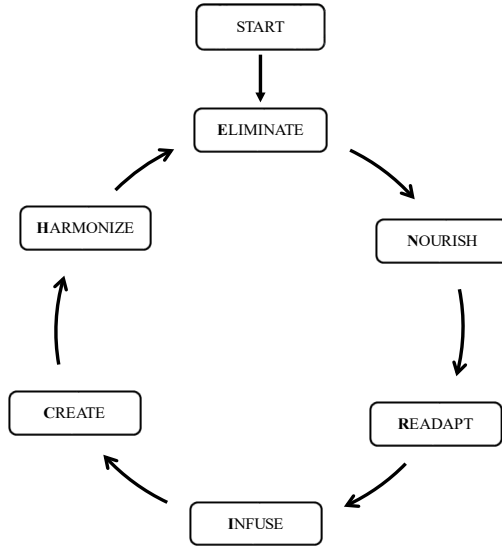 START
ELIMINATE
NOURISH
READAPT
INFUSE
CREATE
HARMONIZE